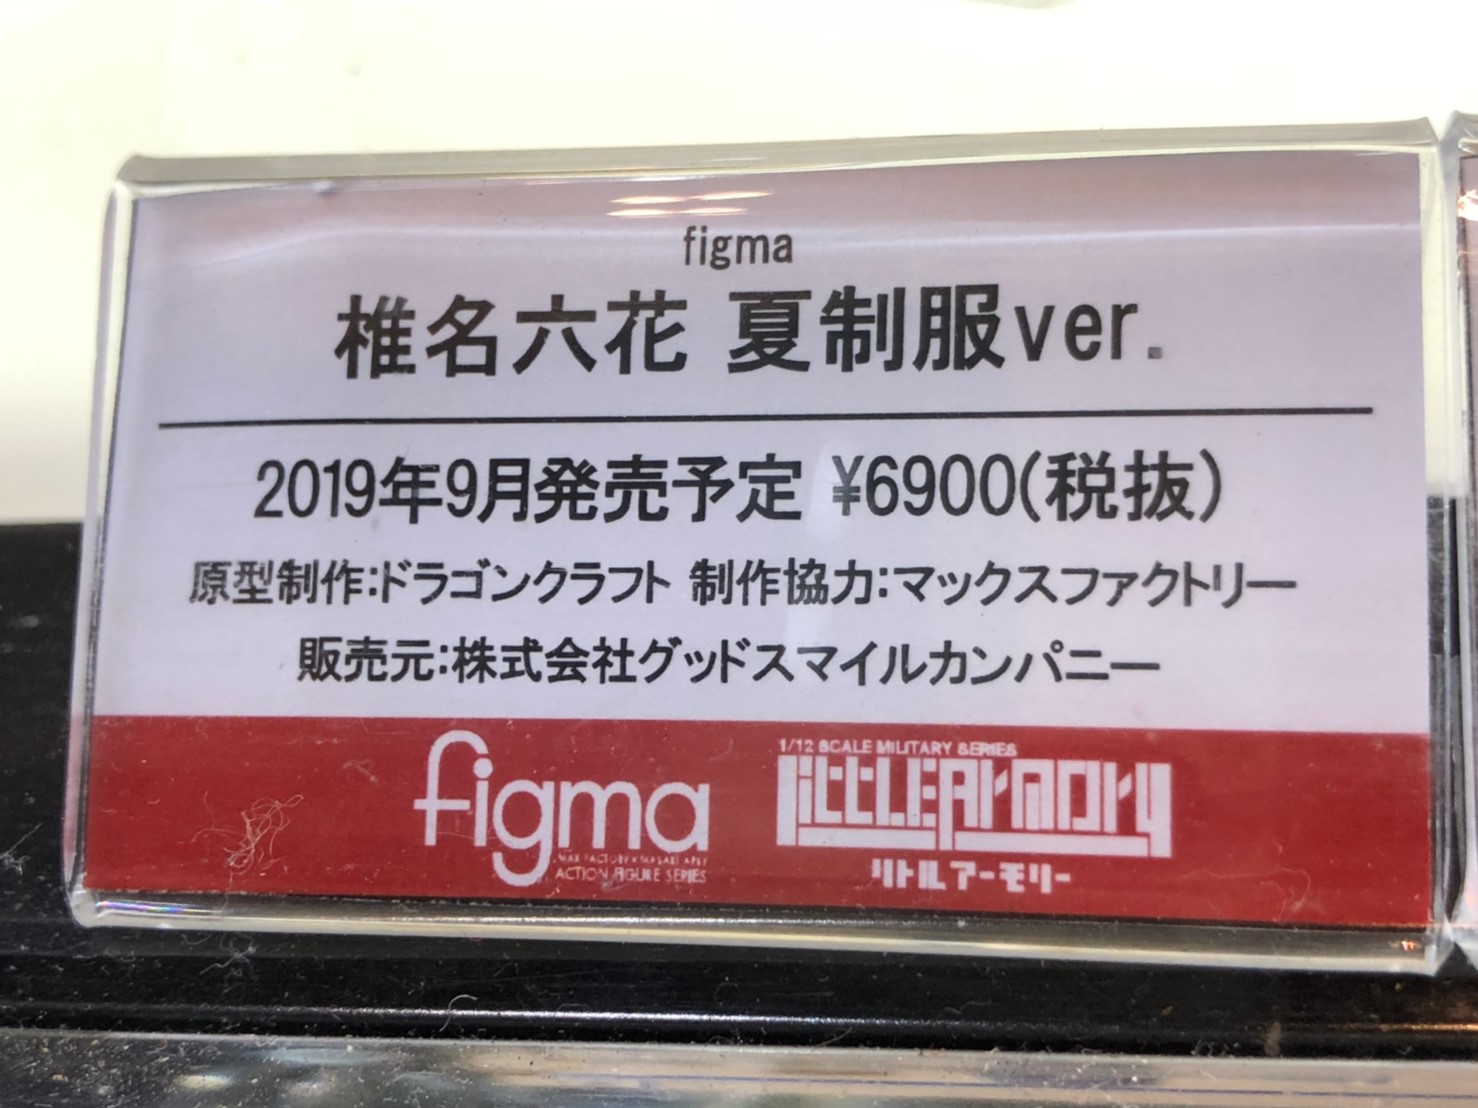 figma
椎名六花 夏制服ver.
2019年9月発売予定 ¥6900(税抜)
原型制作:ドラゴンクラフト 制作協力:マックスファクトリー
販売元:株式会社グッドスマイルカンパニー
figma
MAX FACTORY×MASAKI APSY
ACTION FIGURE SERIES
1/12 SCALE MILITARY SERIES
LITTLEARMORY
リトルアーモリー